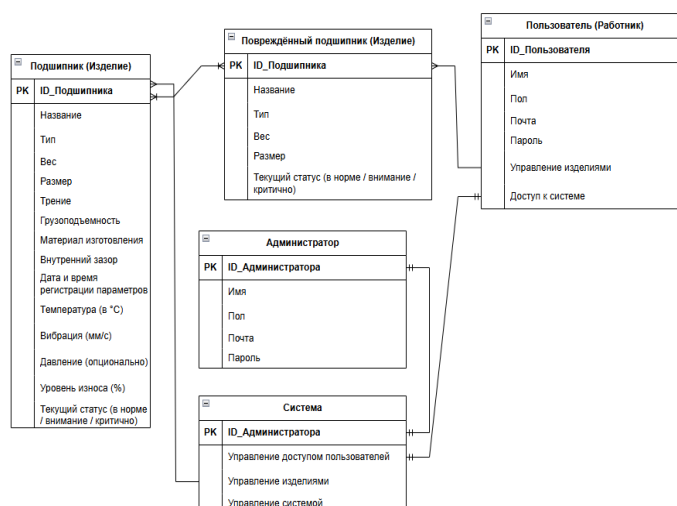 Подшипник (Изделие)
PK ID_Подшипника
Название
Тип
Вес
Размер
Трение
Грузоподъемность
Материал изготовления
Внутренний зазор
Дата и время
регистрации параметров
Температура (в °C)
Вибрация (мм/с)
Давление (опционально)
Уровень износа (%)
Текущий статус (в норме
/ внимание / критично)
Повреждённый подшипник (Изделие)
PK ID_Подшипника
Название
Тип
Вес
Размер
Текущий статус (в норме / внимание /
критично)
Пользователь (Работник)
PK ID_Пользователя
Имя
Пол
Почта
Пароль
Управление изделиями
Доступ к системе
Администратор
PK ID_Администратора
Имя
Пол
Почта
Пароль
Система
PK ID_Администратора
Управление доступом пользователей
Управление изделиями
Управление системой